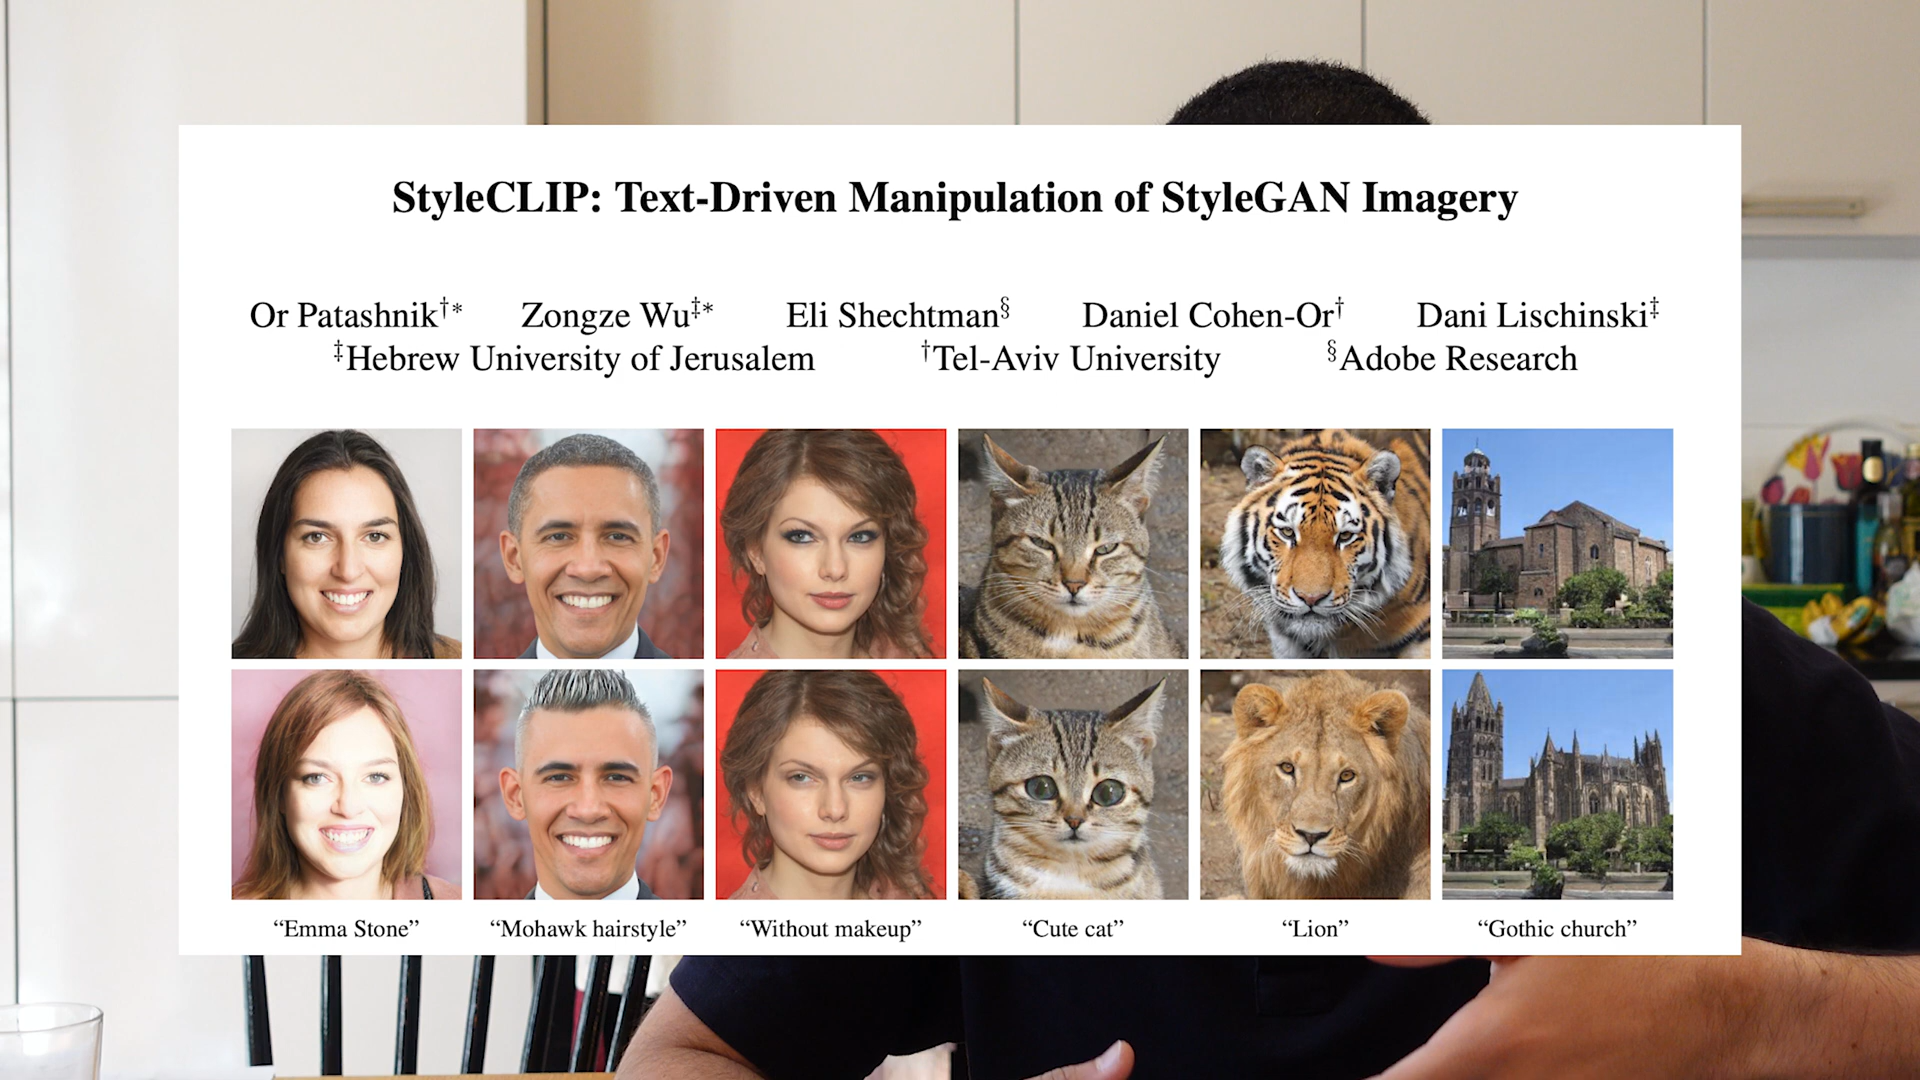 StyleCLIP: Text-Driven Manipulation of StyleGAN Imagery
Or Patashnik†* Zongze Wu‡* Eli Shechtman§ Daniel Cohen-Or† Dani Lischinski‡
‡Hebrew University of Jerusalem †Tel-Aviv University §Adobe Research
“Emma Stone” “Mohawk hairstyle” “Without makeup” “Cute cat” “Lion” “Gothic church”